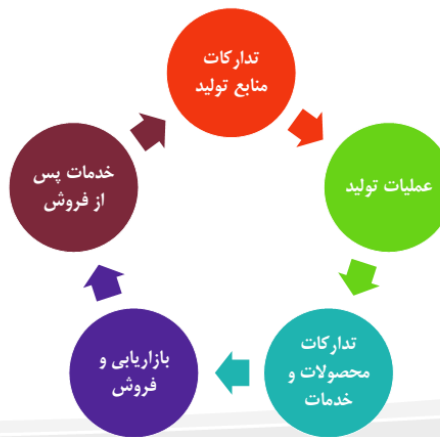 تدارکات
منابع تولید
عملیات تولید
تدارکات
محصولات و
خدمات
بازاریابی و
فروش
خدمات پس
از فروش